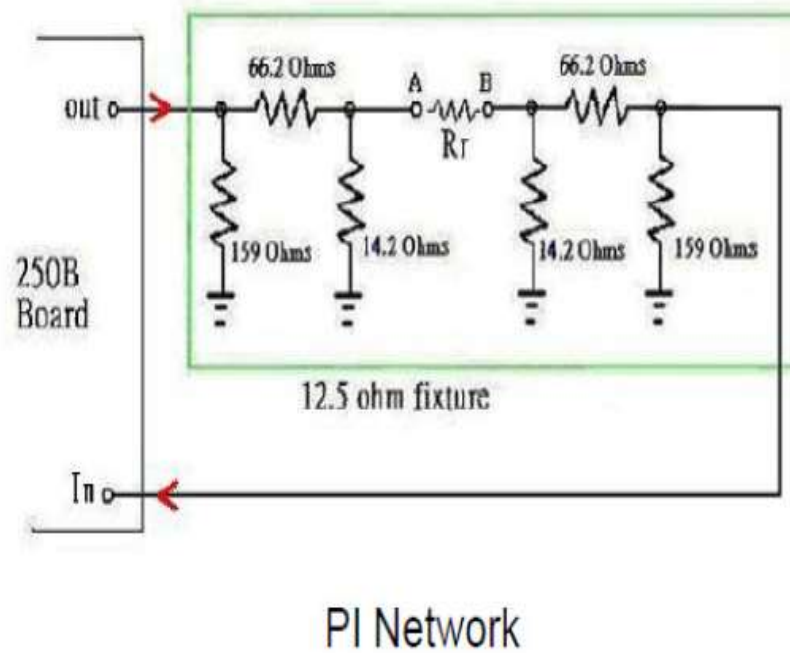 66.2 Ohms
A
B
66.2 Ohms
out
RT
159 Ohms
14.2 Ohms
14.2 Ohms
159 Ohms
250B
Board
12.5 ohm fixture
In
PI Network